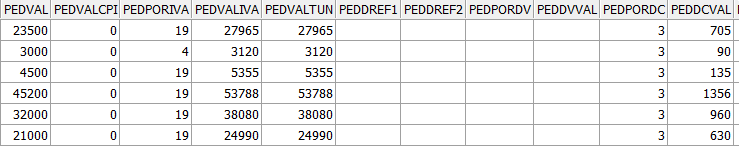 PEDVAL PEDVALCPI PEDPORIVA PEDVALIVA PEDVALTUN PEDDREF1 PEDDREF2 PEDPORDV PEDDVVAL PEDPORDC PEDDCVAL
23500 0 19 27965 27965 3 705
3000 0 4 3120 3120 3 90
4500 0 19 5355 5355 3 135
45200 0 19 53788 53788 3 1356
32000 0 19 38080 38080 3 960
21000 0 19 24990 24990 3 630